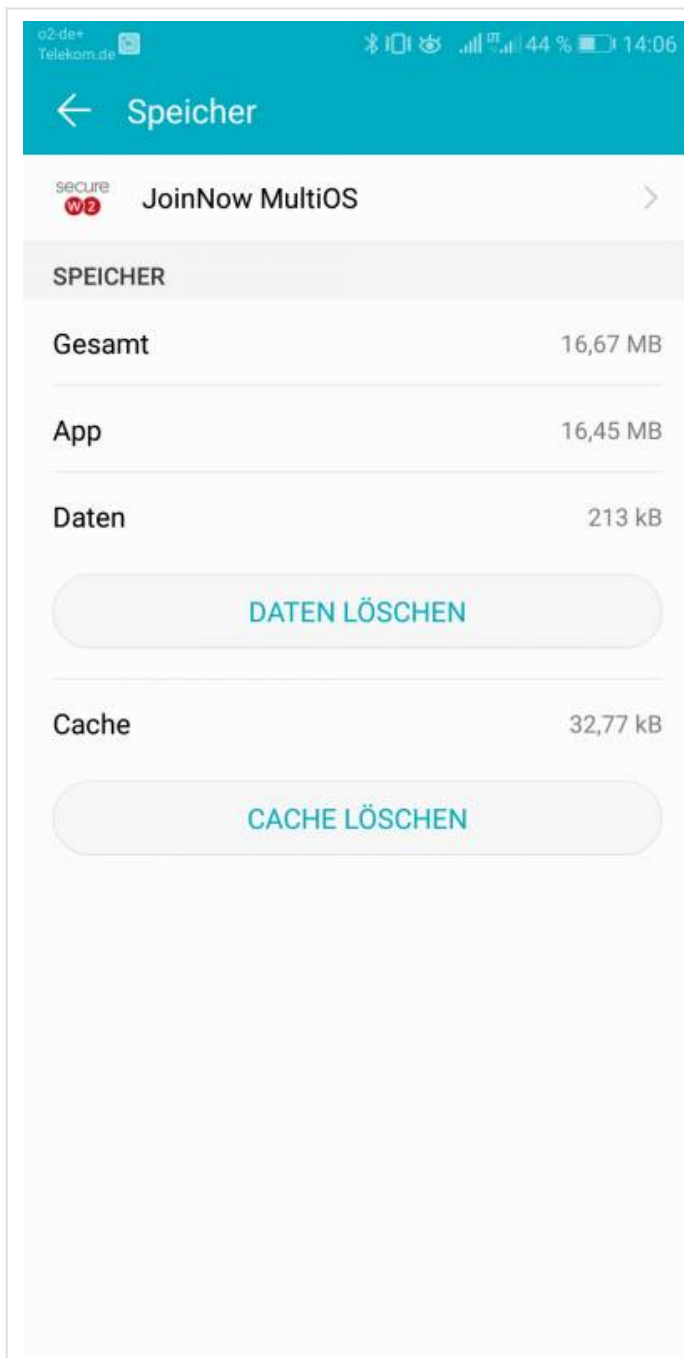 o2-de+
Telekom.de
44 % 14:06
Speicher
secure
W2
JoinNow MultiOS
SPEICHER
Gesamt 16,67 MB
App 16,45 MB
Daten 213 kB
DATEN LÖSCHEN
Cache 32,77 kB
CACHE LÖSCHEN